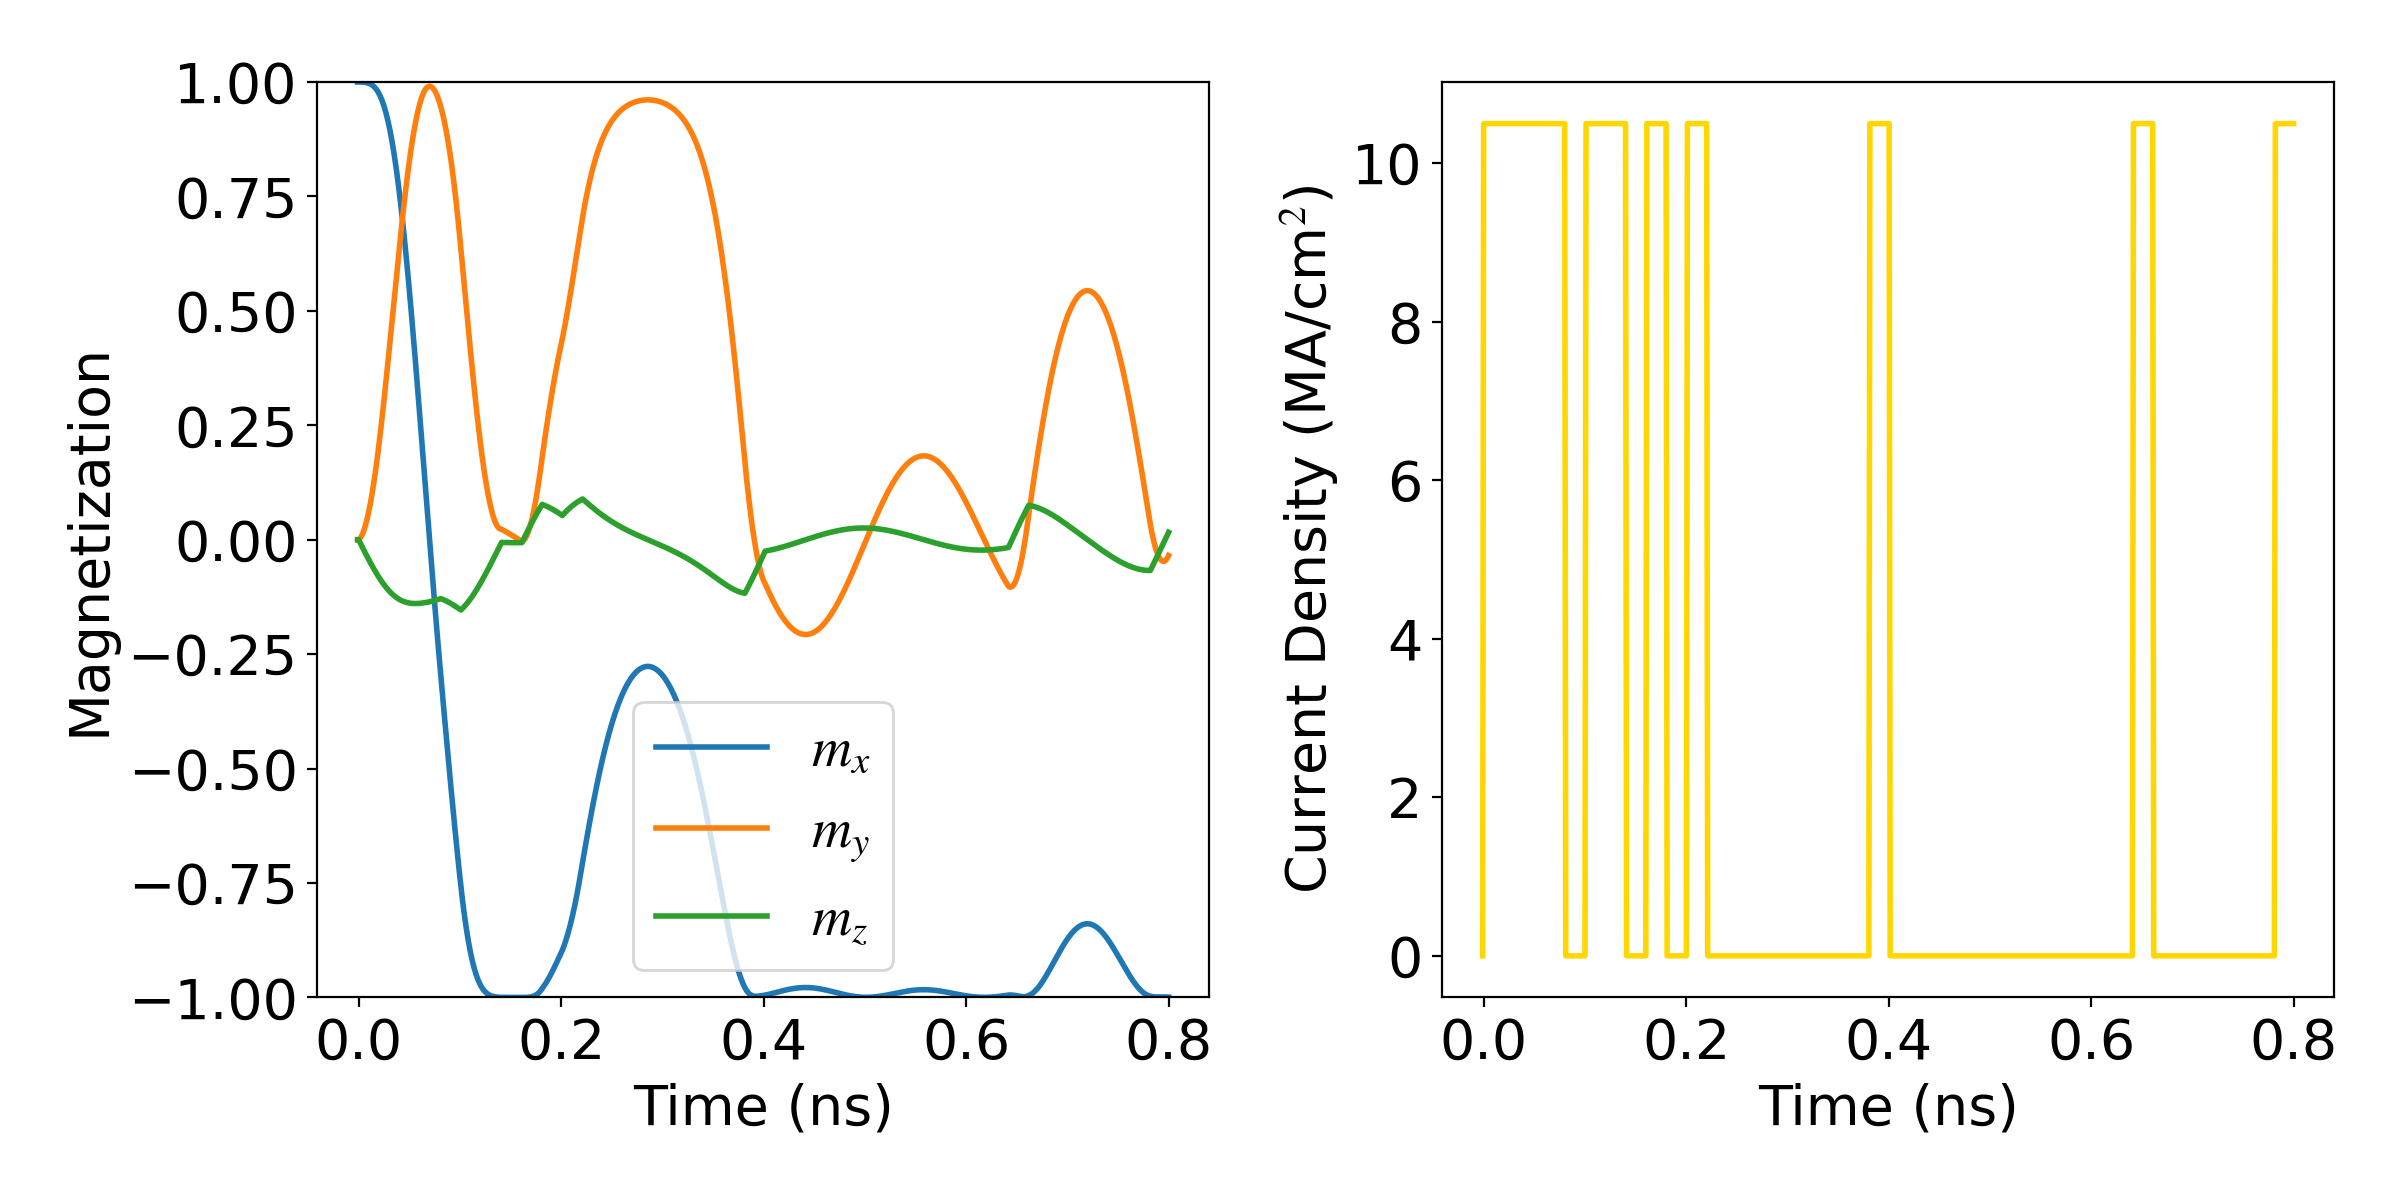 Magnetization
1.00
0.75
0.50
0.25
0.00
−0.25
−0.50
−0.75
−1.00
0.0 0.2 0.4 0.6 0.8
Time (ns)
m_x
m_y
m_z
Current Density (MA/cm²)
10
8
6
4
2
0
0.0 0.2 0.4 0.6 0.8
Time (ns)